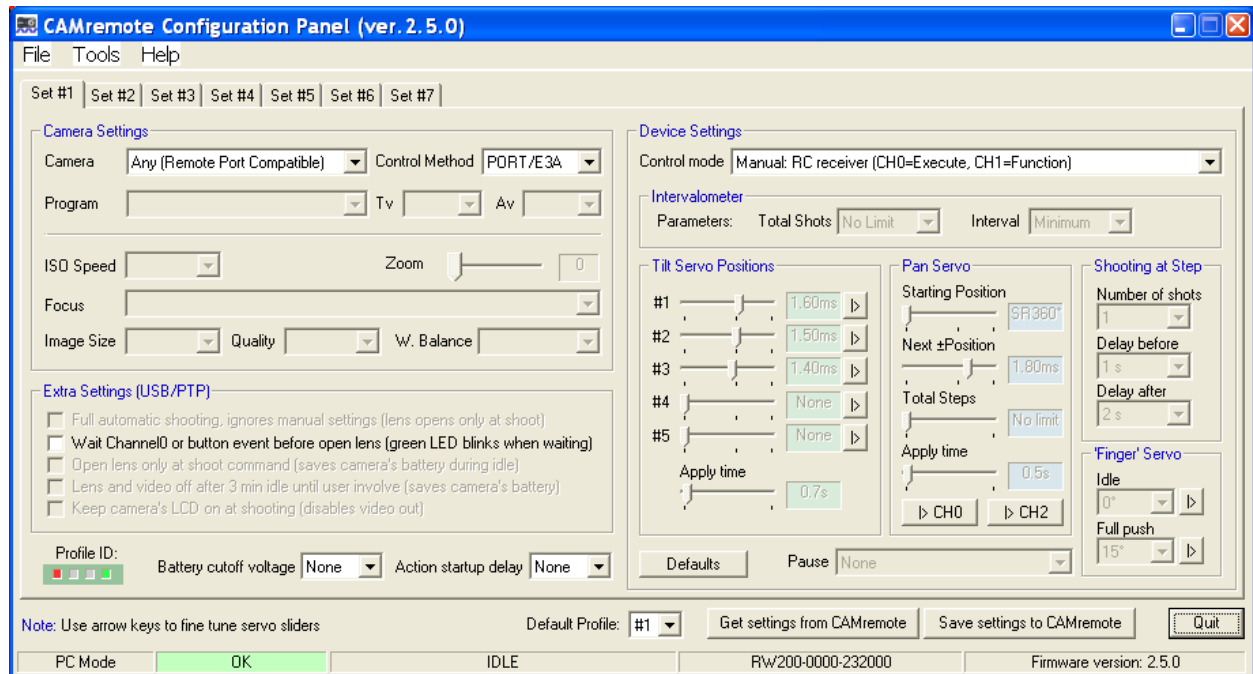 CAMremote Configuration Panel (ver.2.5.0)
File Tools Help
Set #1 Set #2 Set #3 Set #4 Set #5 Set #6 Set #7
Camera Settings
Camera Any (Remote Port Compatible) Control Method PORT/E3A
Program Tv Av
ISO Speed Zoom 0
Focus
Image Size Quality W. Balance
Extra Settings (USB/PTP)
Full automatic shooting, ignores manual settings (lens opens only at shoot)
Wait Channel0 or button event before open lens (green LED blinks when waiting)
Open lens only at shoot command (saves camera's battery during idle)
Lens and video off after 3 min idle until user involve (saves camera's battery)
Keep camera's LCD on at shooting (disables video out)
Profile ID:
Battery cutoff voltage None Action startup delay None
Device Settings
Control mode Manual: RC receiver (CH0=Execute, CH1=Function)
Intervalometer
Parameters: Total Shots No Limit Interval Minimum
Tilt Servo Positions
#1 1.60ms
#2 1.50ms
#3 1.40ms
#4 None
#5 None
Apply time
0.7s
Pan Servo
Starting Position
SR360°
Next ±Position
1.80ms
Total Steps
No limit
Apply time
0.5s
|> CH0 |> CH2
Shooting at Step
Number of shots
1
Delay before
1 s
Delay after
2 s
'Finger' Servo
Idle
0°
Full push
15°
Defaults Pause None
Note: Use arrow keys to fine tune servo sliders
Default Profile: #1 Get settings from CAMremote Save settings to CAMremote Quit
PC Mode OK IDLE RW200-0000-232000 Firmware version: 2.5.0